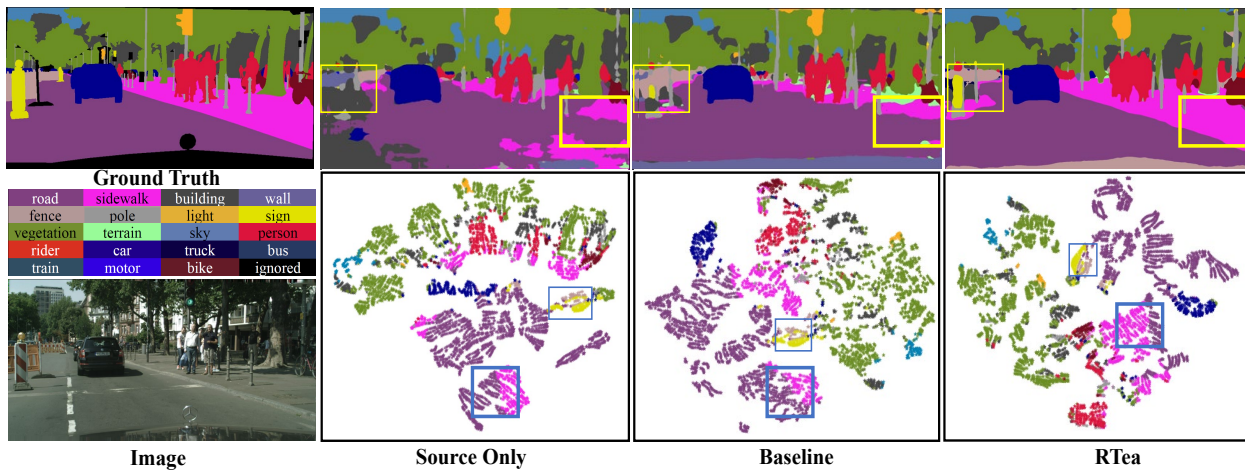 Ground Truth
road sidewalk building wall
fence pole light sign
vegetation terrain sky person
rider car truck bus
train motor bike ignored
Image
Source Only
Baseline
RTea